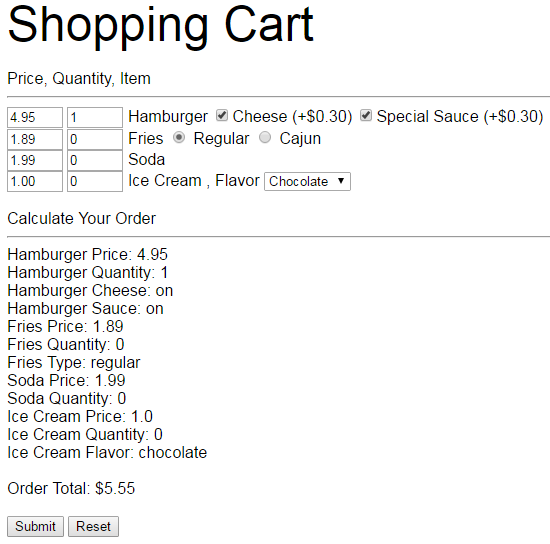 Shopping Cart
Price, Quantity, Item
4.95 1 Hamburger Cheese (+$0.30) Special Sauce (+$0.30)
1.89 0 Fries Regular Cajun
1.99 0 Soda
1.00 0 Ice Cream , Flavor Chocolate
Calculate Your Order
Hamburger Price: 4.95
Hamburger Quantity: 1
Hamburger Cheese: on
Hamburger Sauce: on
Fries Price: 1.89
Fries Quantity: 0
Fries Type: regular
Soda Price: 1.99
Soda Quantity: 0
Ice Cream Price: 1.0
Ice Cream Quantity: 0
Ice Cream Flavor: chocolate
Order Total: $5.55
Submit Reset